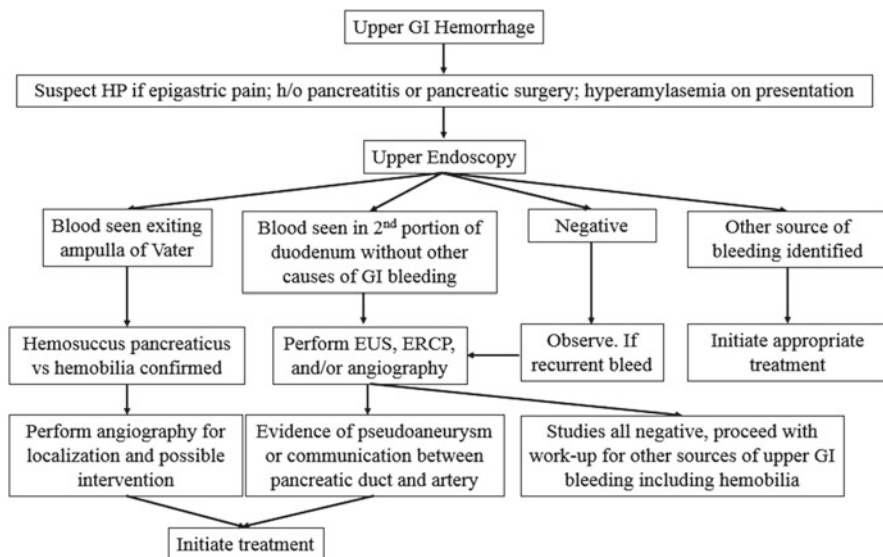 Upper GI Hemorrhage
Suspect HP if epigastric pain; h/o pancreatitis or pancreatic surgery; hyperamylasemia on presentation
Upper Endoscopy
Blood seen exiting
ampulla of Vater
Blood seen in 2nd portion of
duodenum without other
causes of GI bleeding
Negative
Other source of
bleeding identified
Hemosuccus pancreaticus
vs hemobilia confirmed
Perform EUS, ERCP,
and/or angiography
Observe. If
recurrent bleed
Initiate appropriate
treatment
Perform angiography for
localization and possible
intervention
Evidence of pseudoaneurysm
or communication between
pancreatic duct and artery
Studies all negative, proceed with
work-up for other sources of upper GI
bleeding including hemobilia
Initiate treatment